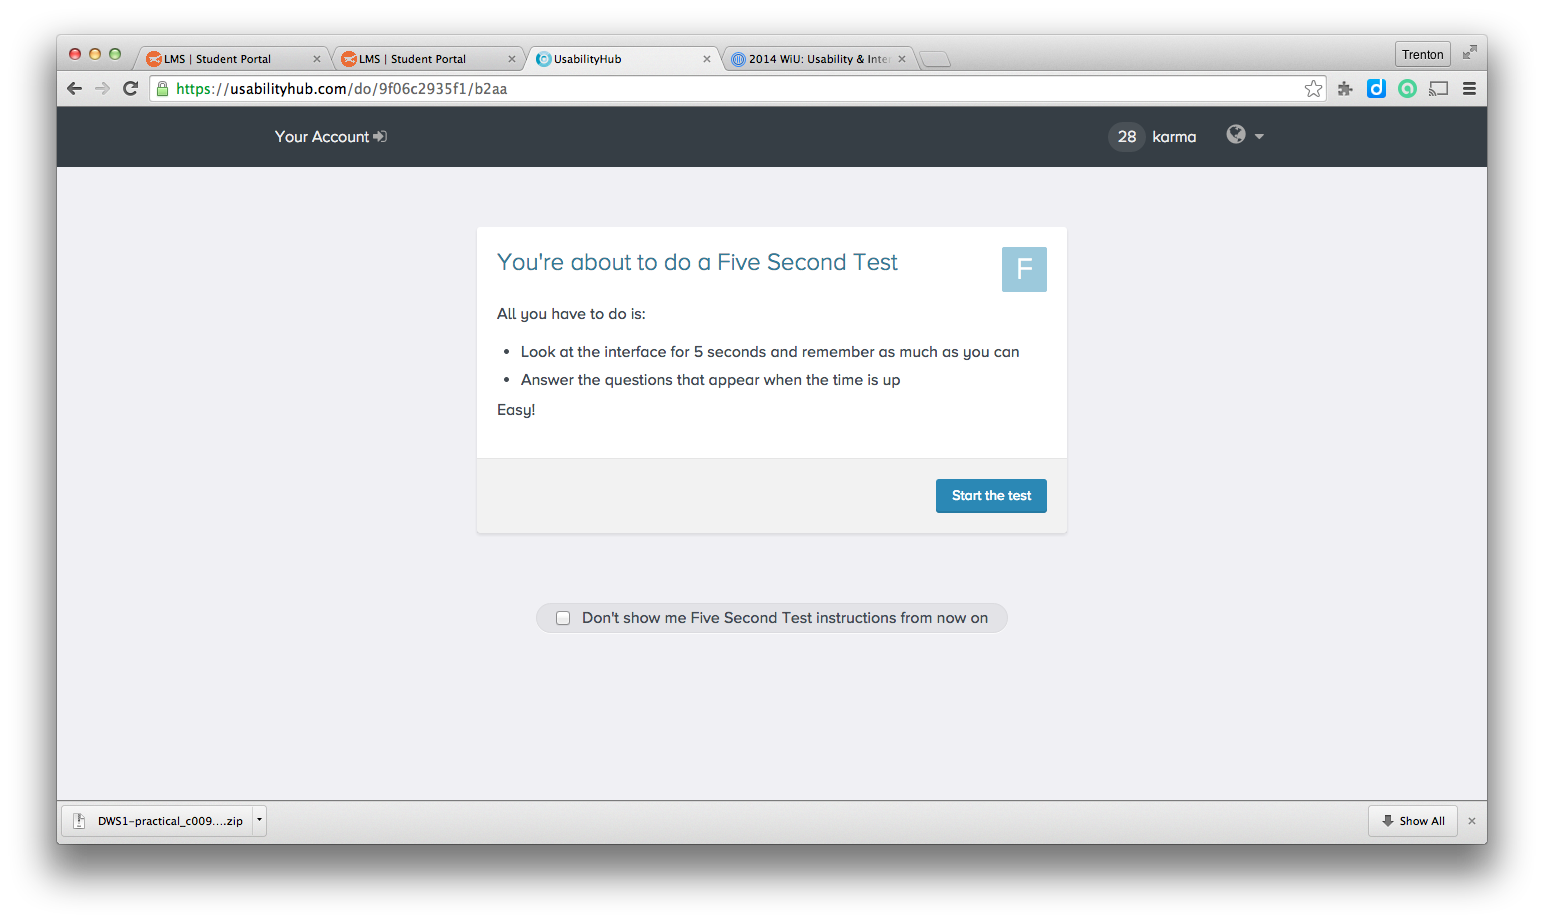 LMS | Student Portal
LMS | Student Portal
UsabilityHub
2014 WiU: Usability & Inte
Trenton
https://usabilityhub.com/do/9f06c2935f1/b2aa
Your Account
28 karma
You're about to do a Five Second Test
F
All you have to do is:
• Look at the interface for 5 seconds and remember as much as you can
• Answer the questions that appear when the time is up
Easy!
Start the test
Don't show me Five Second Test instructions from now on
DWS1-practical_c009....zip
Show All